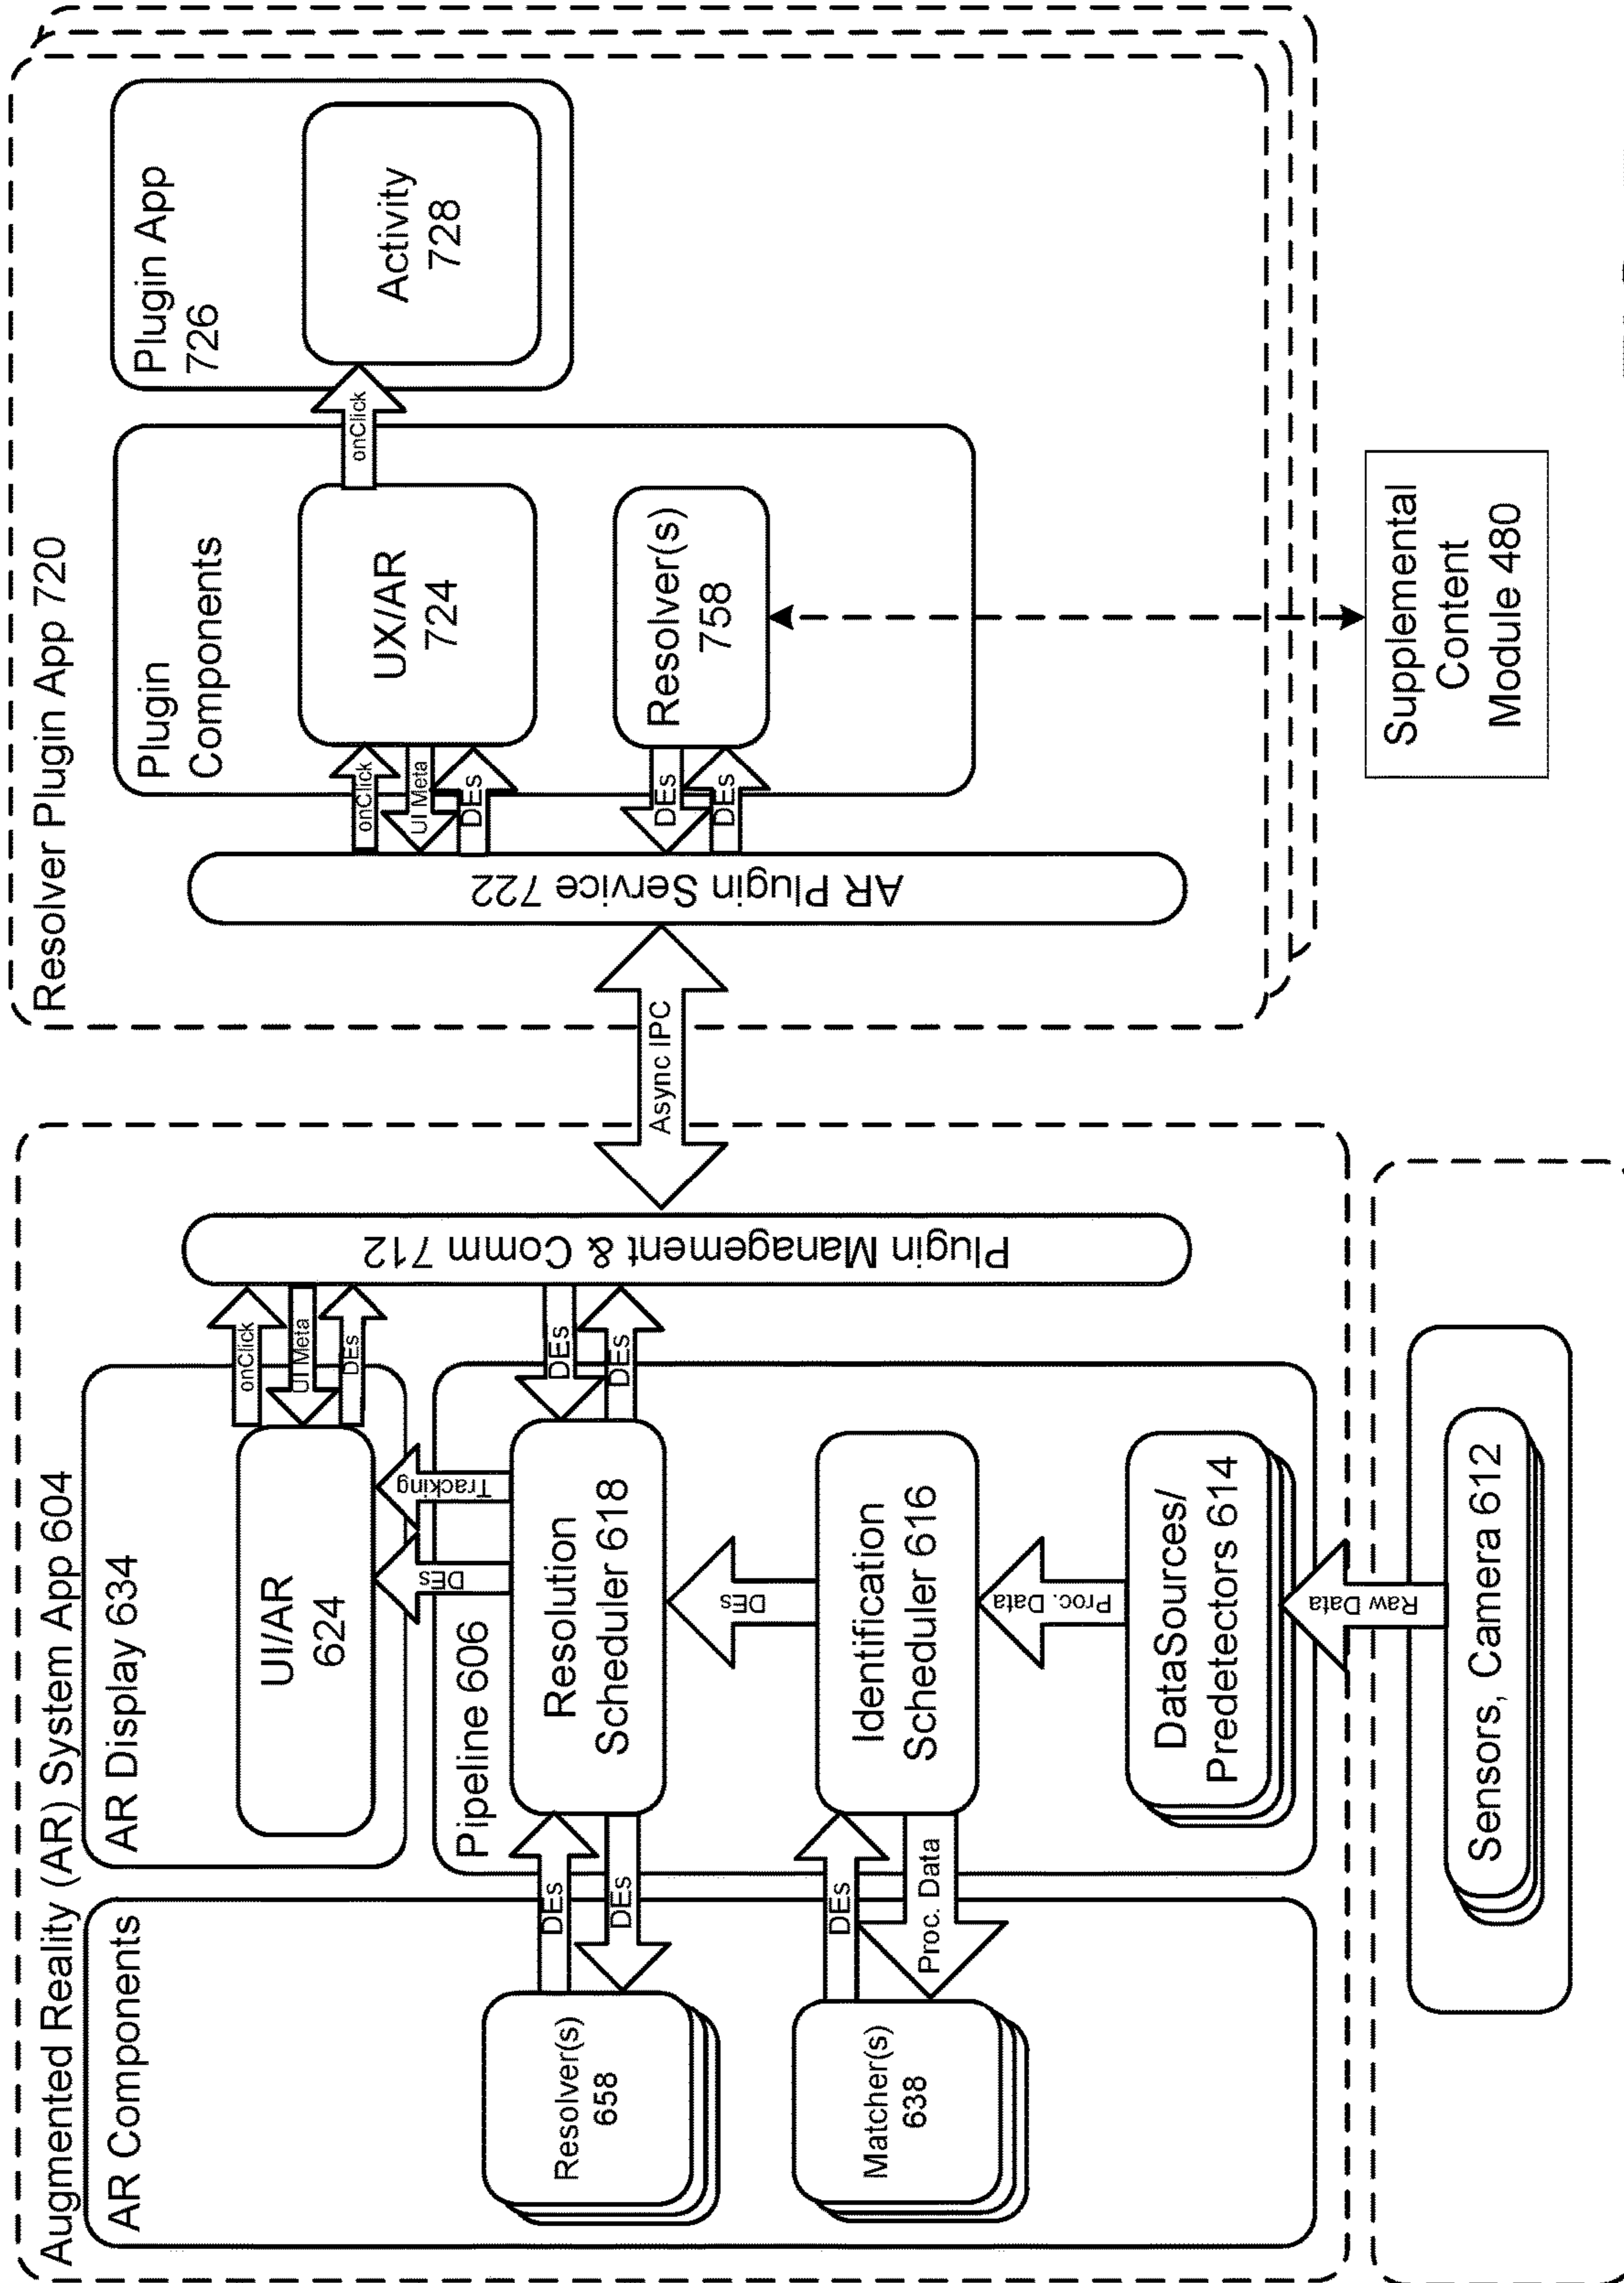 Augmented Reality (AR) System App 604
AR Components
Resolver(s)
658
Matcher(s)
638
DEs
DEs
DEs
Proc. Data
AR Display 634
UI/AR
624
onClick
UI Meta
DEs
DEs
Tracking
Pipeline 606
Resolution
Scheduler 618
DEs
DEs
DEs
Identification
Scheduler 616
Proc. Data
DataSources/
Predetectors 614
Raw Data
Sensors, Camera 612
Plugin Management & Comm 712
Async IPC
Resolver Plugin App 720
AR Plugin Service 722
onClick
UI Meta
DEs
DEs
DEs
Plugin
Components
UX/AR
724
Resolver(s)
758
onClick
Plugin App
726
Activity
728
Supplemental
Content
Module 480